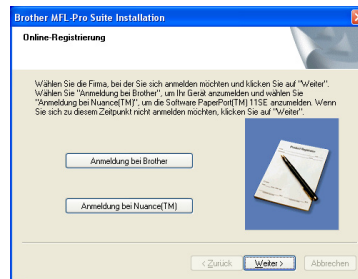 Brother MFL-Pro Suite Installation
Online-Registrierung
Wählen Sie die Firma, bei der Sie sich anmelden möchten und klicken Sie auf "Weiter".
Wählen Sie "Anmeldung bei Brother", um Ihr Gerät anzumelden und wählen Sie
"Anmeldung bei Nuance(TM)", um die Software PaperPort(TM) 11SE anzumelden. Wenn
Sie sich zu diesem Zeitpunkt nicht anmelden möchten, klicken Sie auf "Weiter".
Anmeldung bei Brother
Product Registration
Anmeldung bei Nuance(TM)
< Zurück
Weiter >
Abbrechen